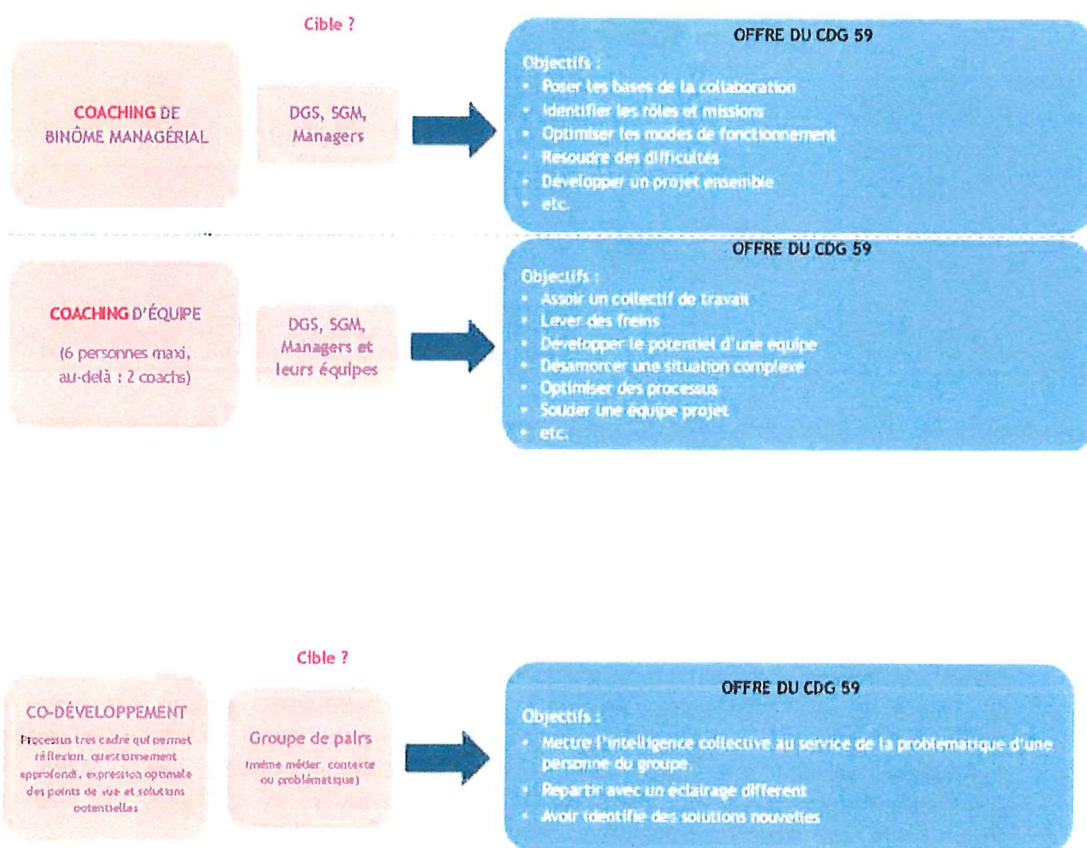 Cible ?
COACHING DE
BINÔME MANAGÉRIAL
DGS, SGM,
Managers
OFFRE DU CDG 59
Objectifs :
• Poser les bases de la collaboration
• Identifier les rôles et missions
• Optimiser les modes de fonctionnement
• Resoudre des difficultés
• Développer un projet ensemble
• etc.
COACHING D'ÉQUIPE
(6 personnes maxi,
au-delà : 2 coachs)
DGS, SGM,
Managers et
leurs équipes
OFFRE DU CDG 59
Objectifs :
• Assoir un collectif de travail
• Lever des freins
• Développer le potentiel d'une equipe
• Désamorcer une situation complexe
• Optimiser des processus
• Souder une équipe projet
• etc.
Cible ?
CO-DÉVELOPPEMENT
Processus tres cadré qui permet
réflexion, questionnement
approfondi, expression optimale
des points de vue et solutions
potentielles
Groupe de pairs
(même métier, contexte
ou problématique)
OFFRE DU CDG 59
Objectifs :
• Mettre l'intelligence collective au service de la problématique d'une
personne du groupe.
• Repartir avec un éclairage différent
• Avoir identifie des solutions nouvelles